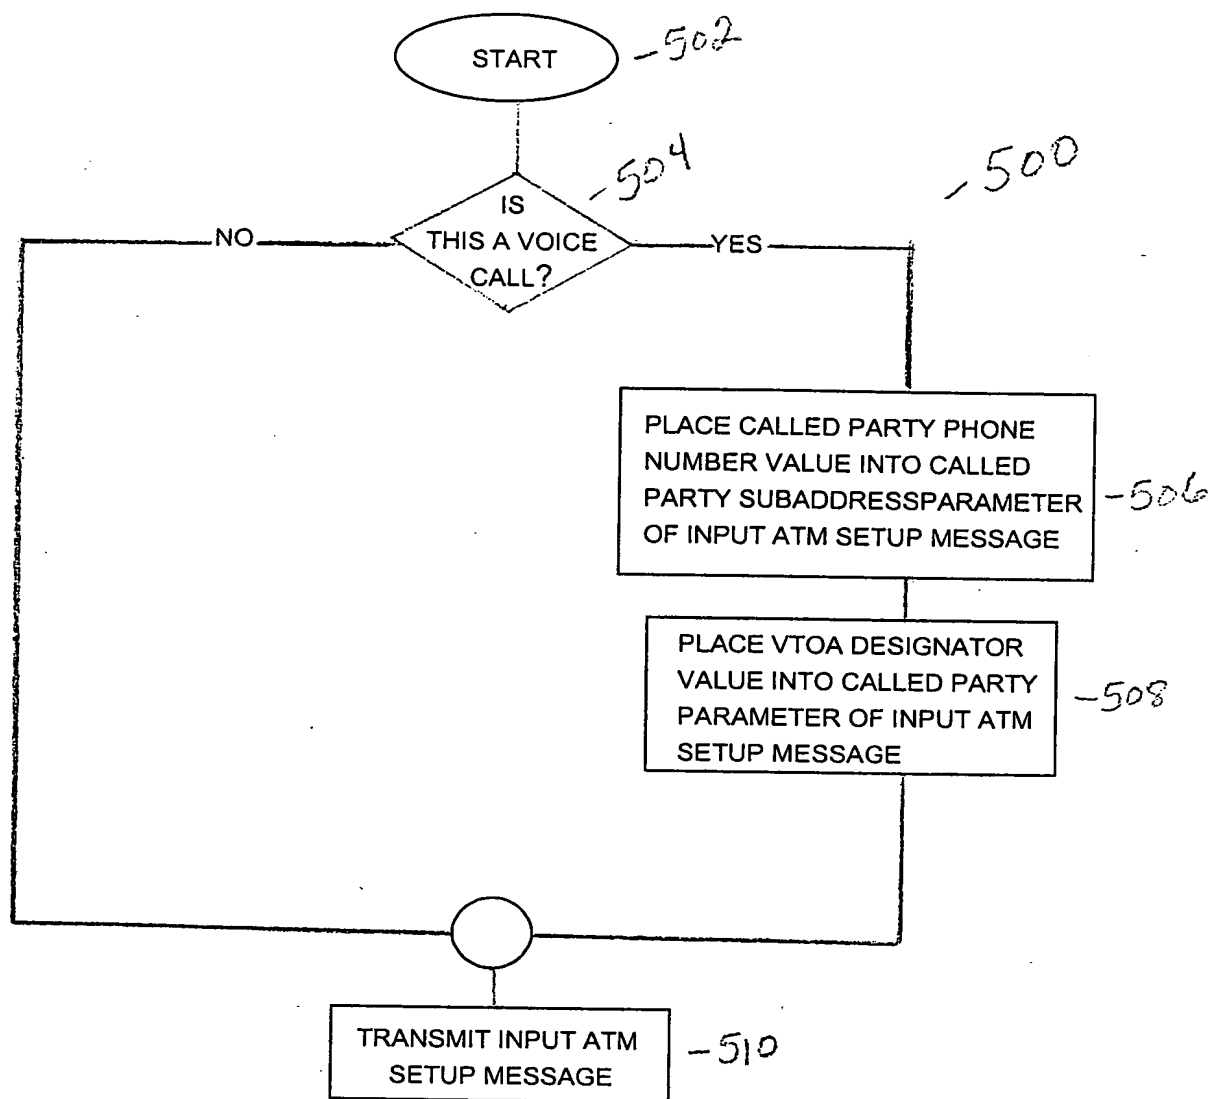 START
-502
-504
-500
IS
THIS A VOICE
CALL?
NO
YES
PLACE CALLED PARTY PHONE
NUMBER VALUE INTO CALLED
PARTY SUBADDRESSPARAMETER
OF INPUT ATM SETUP MESSAGE
-506
PLACE VTOA DESIGNATOR
VALUE INTO CALLED PARTY
PARAMETER OF INPUT ATM
SETUP MESSAGE
-508
TRANSMIT INPUT ATM
SETUP MESSAGE
-510